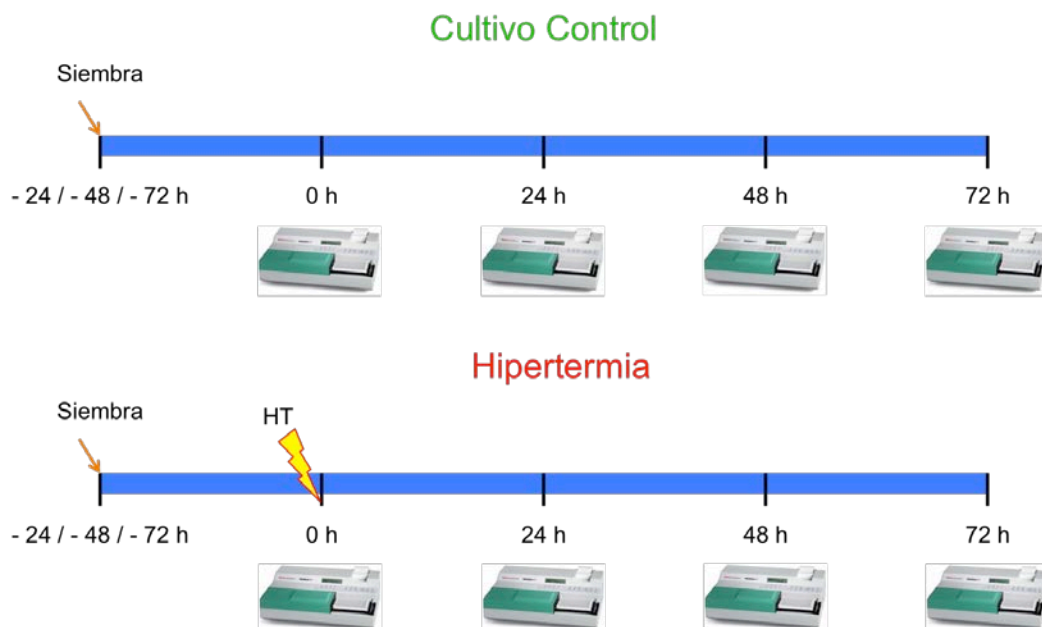 Cultivo Control
Siembra
- 24 / - 48 / - 72 h 0 h 24 h 48 h 72 h
Hipertermia
Siembra
HT
- 24 / - 48 / - 72 h 0 h 24 h 48 h 72 h